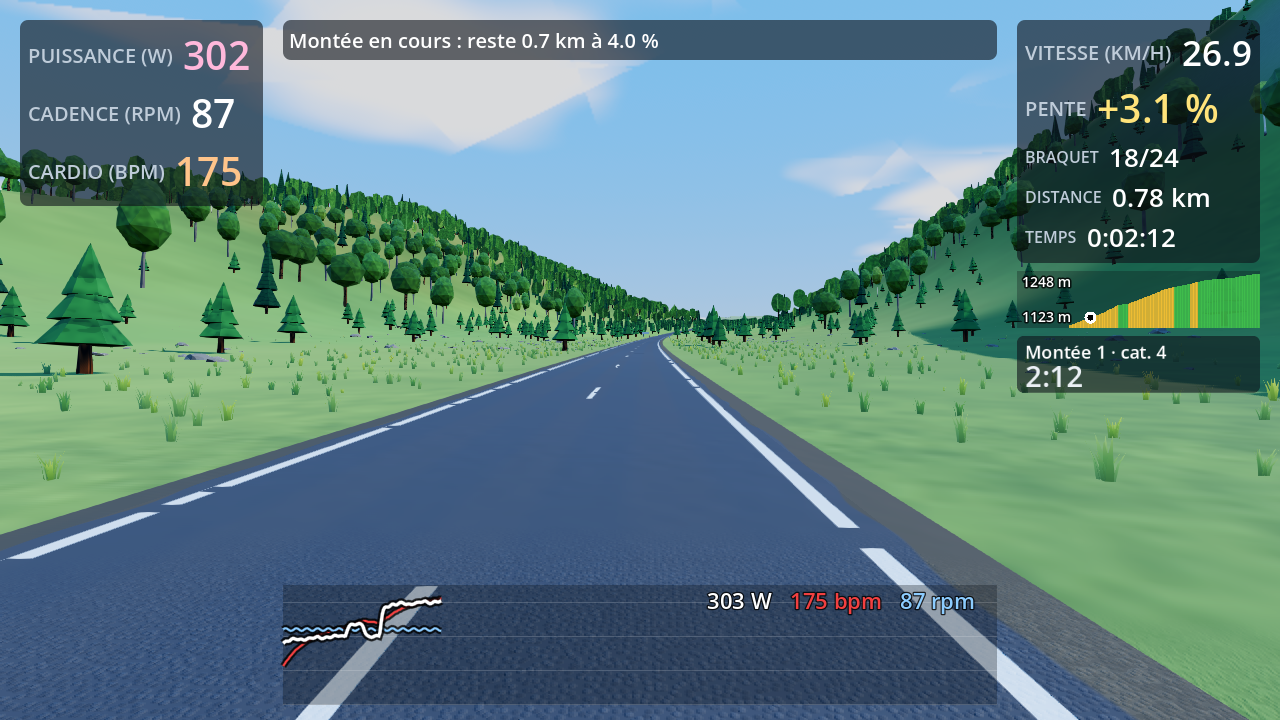 PUISSANCE (W) 302
CADENCE (RPM) 87
CARDIO (BPM) 175
Montée en cours : reste 0.7 km à 4.0 %
VITESSE (KM/H) 26.9
PENTE +3.1 %
BRAQUET 18/24
DISTANCE 0.78 km
TEMPS 0:02:12
1248 m
1123 m
Montée 1 · cat. 4
2:12
303 W 175 bpm 87 rpm